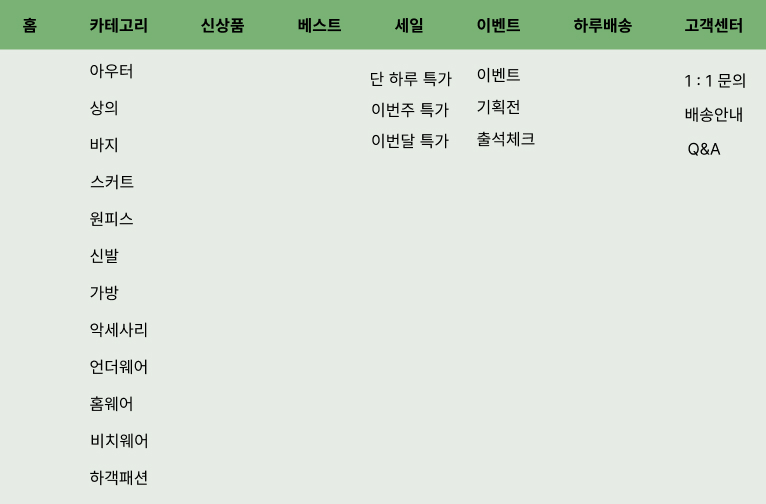 홈 카테고리 신상품 베스트 세일 이벤트 하루배송 고객센터
아우터
상의
바지
스커트
원피스
신발
가방
악세사리
언더웨어
홈웨어
비치웨어
하객패션
단 하루 특가
이번주 특가
이번달 특가
이벤트
기획전
출석체크
1 : 1 문의
배송안내
Q&A